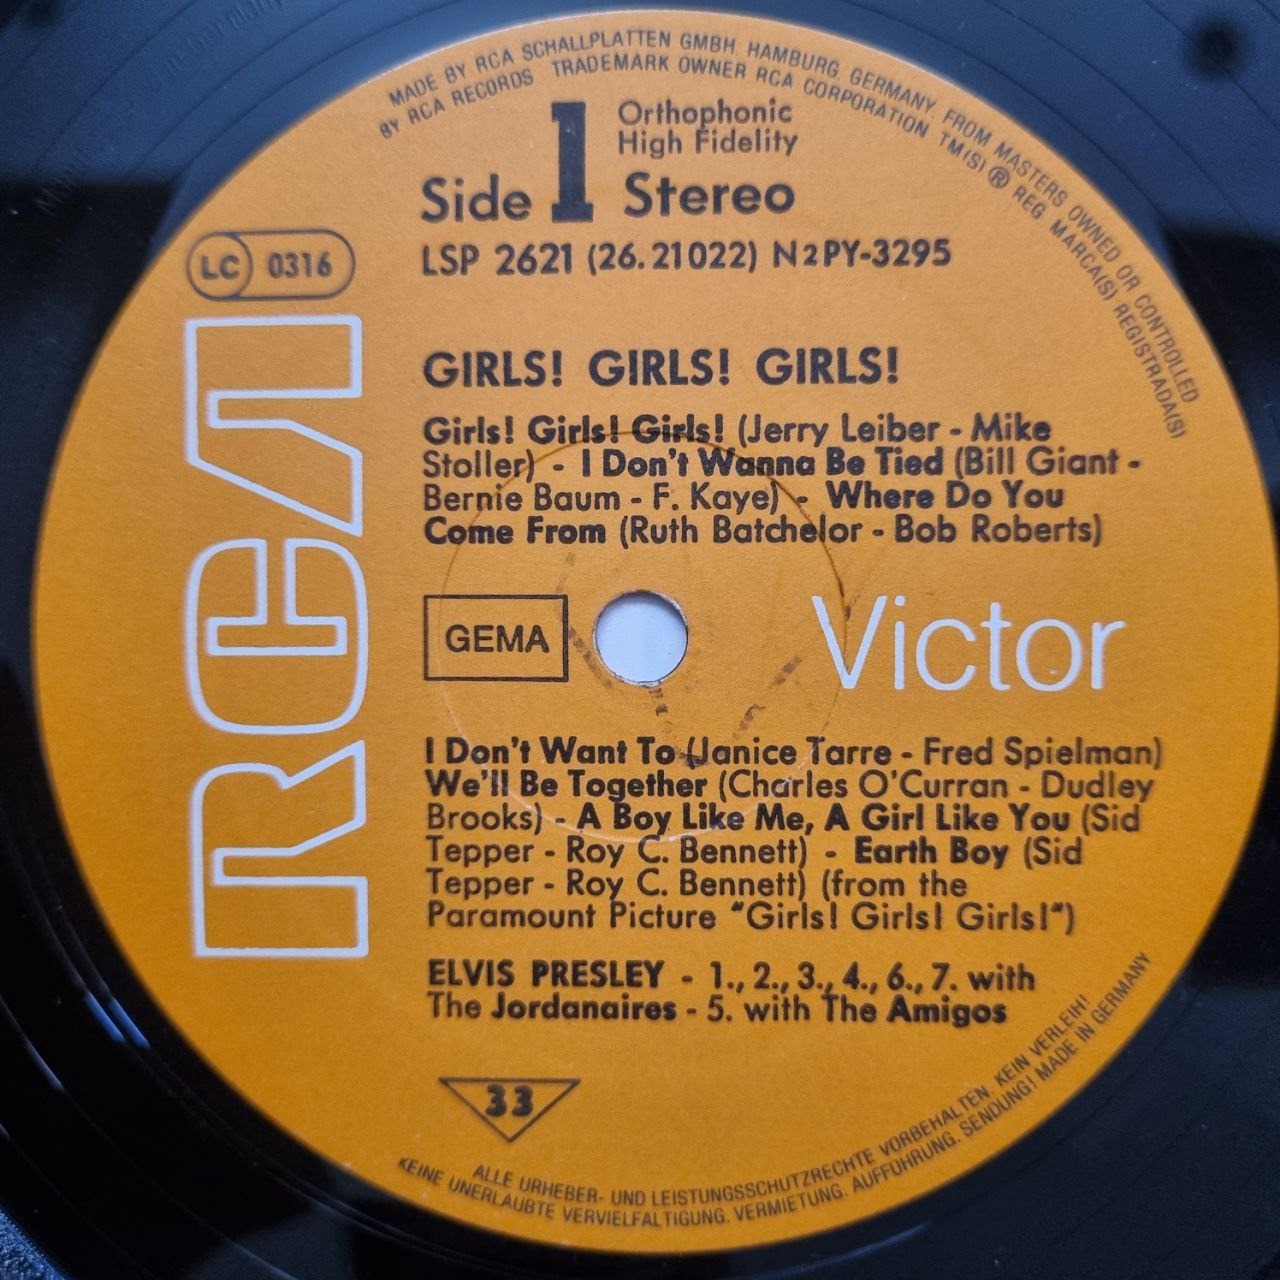 MADE BY RCA SCHALLPLATTEN GMBH. HAMBURG, GERMANY, FROM MASTERS OWNED OR CONTROLLED
BY RCA RECORDS TRADEMARK OWNER RCA CORPORATION TM(S) ® REG MARCA(S) REGISTRADA(S)
Orthophonic
High Fidelity
Side 1 Stereo
LSP 2621 (26.21022) N2PY-3295
LC 0316
RCA
GIRLS! GIRLS! GIRLS!
Girls! Girls! Girls! (Jerry Leiber - Mike
Stoller) - I Don't Wanna Be Tied (Bill Giant -
Bernie Baum - F. Kaye) - Where Do You
Come From (Ruth Batchelor - Bob Roberts)
GEMA
Victor
I Don't Want To (Janice Tarre - Fred Spielman)
We'll Be Together (Charles O'Curran - Dudley
Brooks) - A Boy Like Me, A Girl Like You (Sid
Tepper - Roy C. Bennett) - Earth Boy (Sid
Tepper - Roy C. Bennett) (from the
Paramount Picture "Girls! Girls! Girls!")
ELVIS PRESLEY - 1., 2., 3., 4., 6., 7. with
The Jordanaires - 5. with The Amigos
33
ALLE URHEBER- UND LEISTUNGSSCHUTZRECHTE VORBEHALTEN. KEIN VERLEIH!
KEINE UNERLAUBTE VERVIELFÄLTIGUNG, VERMIETUNG, AUFFÜHRUNG, SENDUNG! MADE IN GERMANY